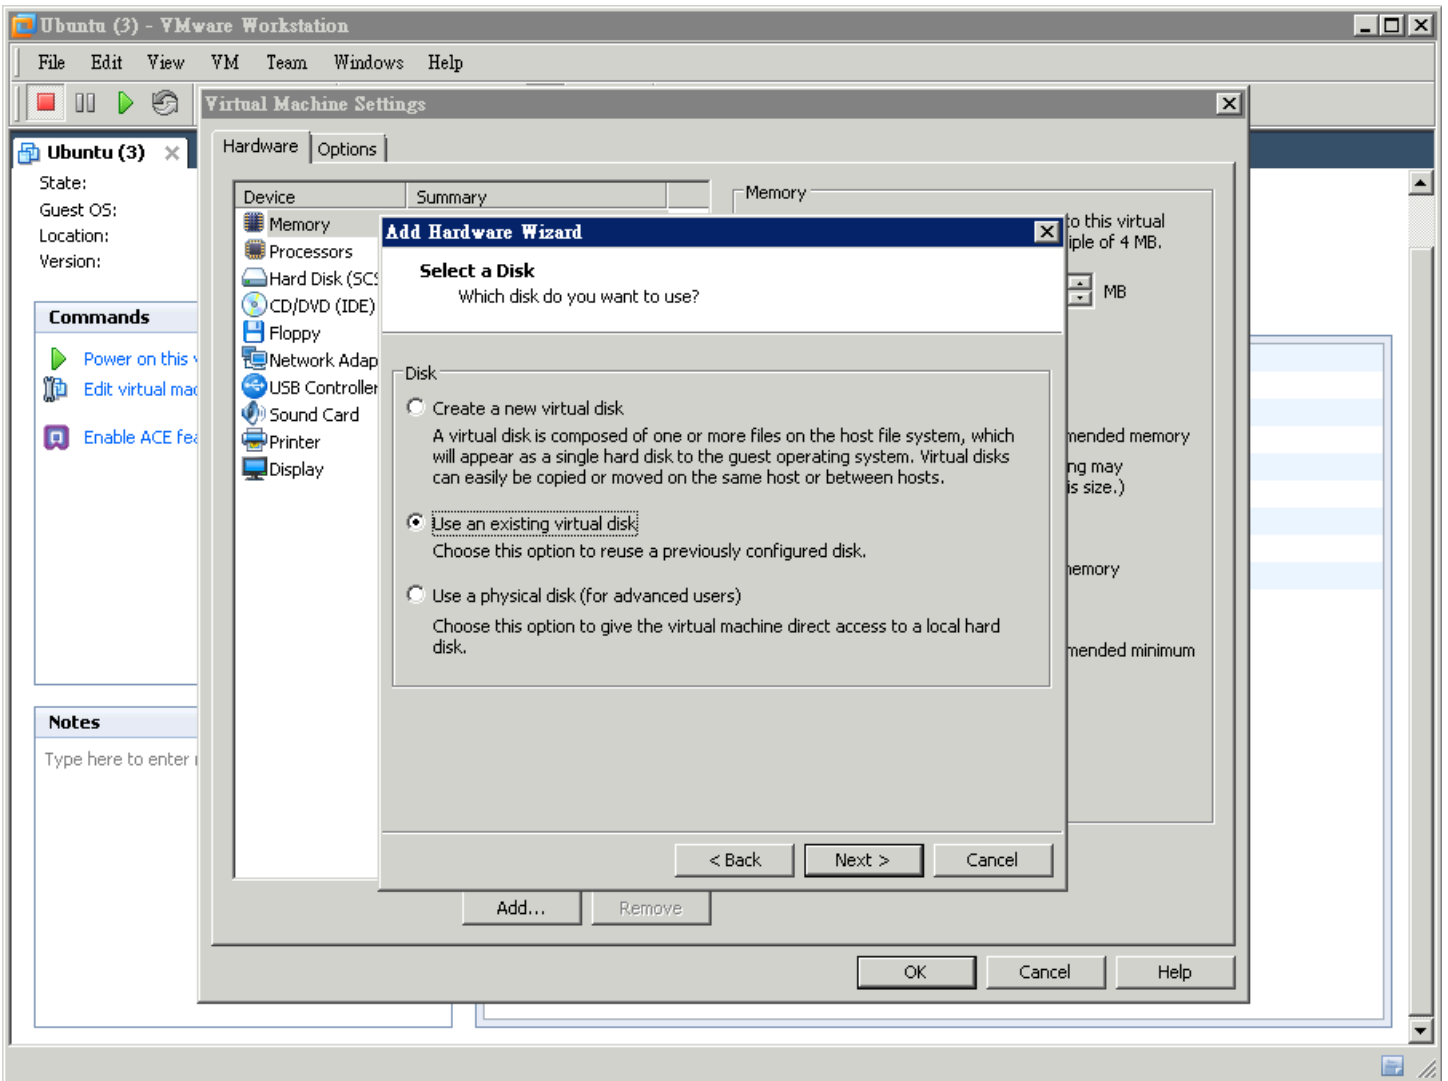 Ubuntu (3) - VMware Workstation
File Edit View VM Team Windows Help
Virtual Machine Settings
Ubuntu (3)
Hardware Options
State:
Guest OS:
Location:
Version:
Device Summary
Memory
Processors
Hard Disk (SCS
CD/DVD (IDE)
Floppy
Network Adap
USB Controller
Sound Card
Printer
Display
Memory
to this virtual
iple of 4 MB.
MB
mended memory
ng may
is size.)
memory
mended minimum
Commands
Power on this v
Edit virtual mac
Enable ACE fea
Notes
Type here to enter
Add Hardware Wizard
Select a Disk
Which disk do you want to use?
Disk
Create a new virtual disk
A virtual disk is composed of one or more files on the host file system, which
will appear as a single hard disk to the guest operating system. Virtual disks
can easily be copied or moved on the same host or between hosts.
Use an existing virtual disk
Choose this option to reuse a previously configured disk.
Use a physical disk (for advanced users)
Choose this option to give the virtual machine direct access to a local hard
disk.
< Back Next > Cancel
Add... Remove
OK Cancel Help